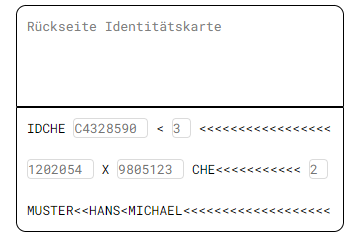 Rückseite Identitätskarte
IDCHE C4328590 < 3 <<<<<<<<<<<<<<<<<
1202054 X 9805123 CHE<<<<<<<<<<< 2
MUSTER<<HANS<MICHAEL<<<<<<<<<<<<<<<<<<<